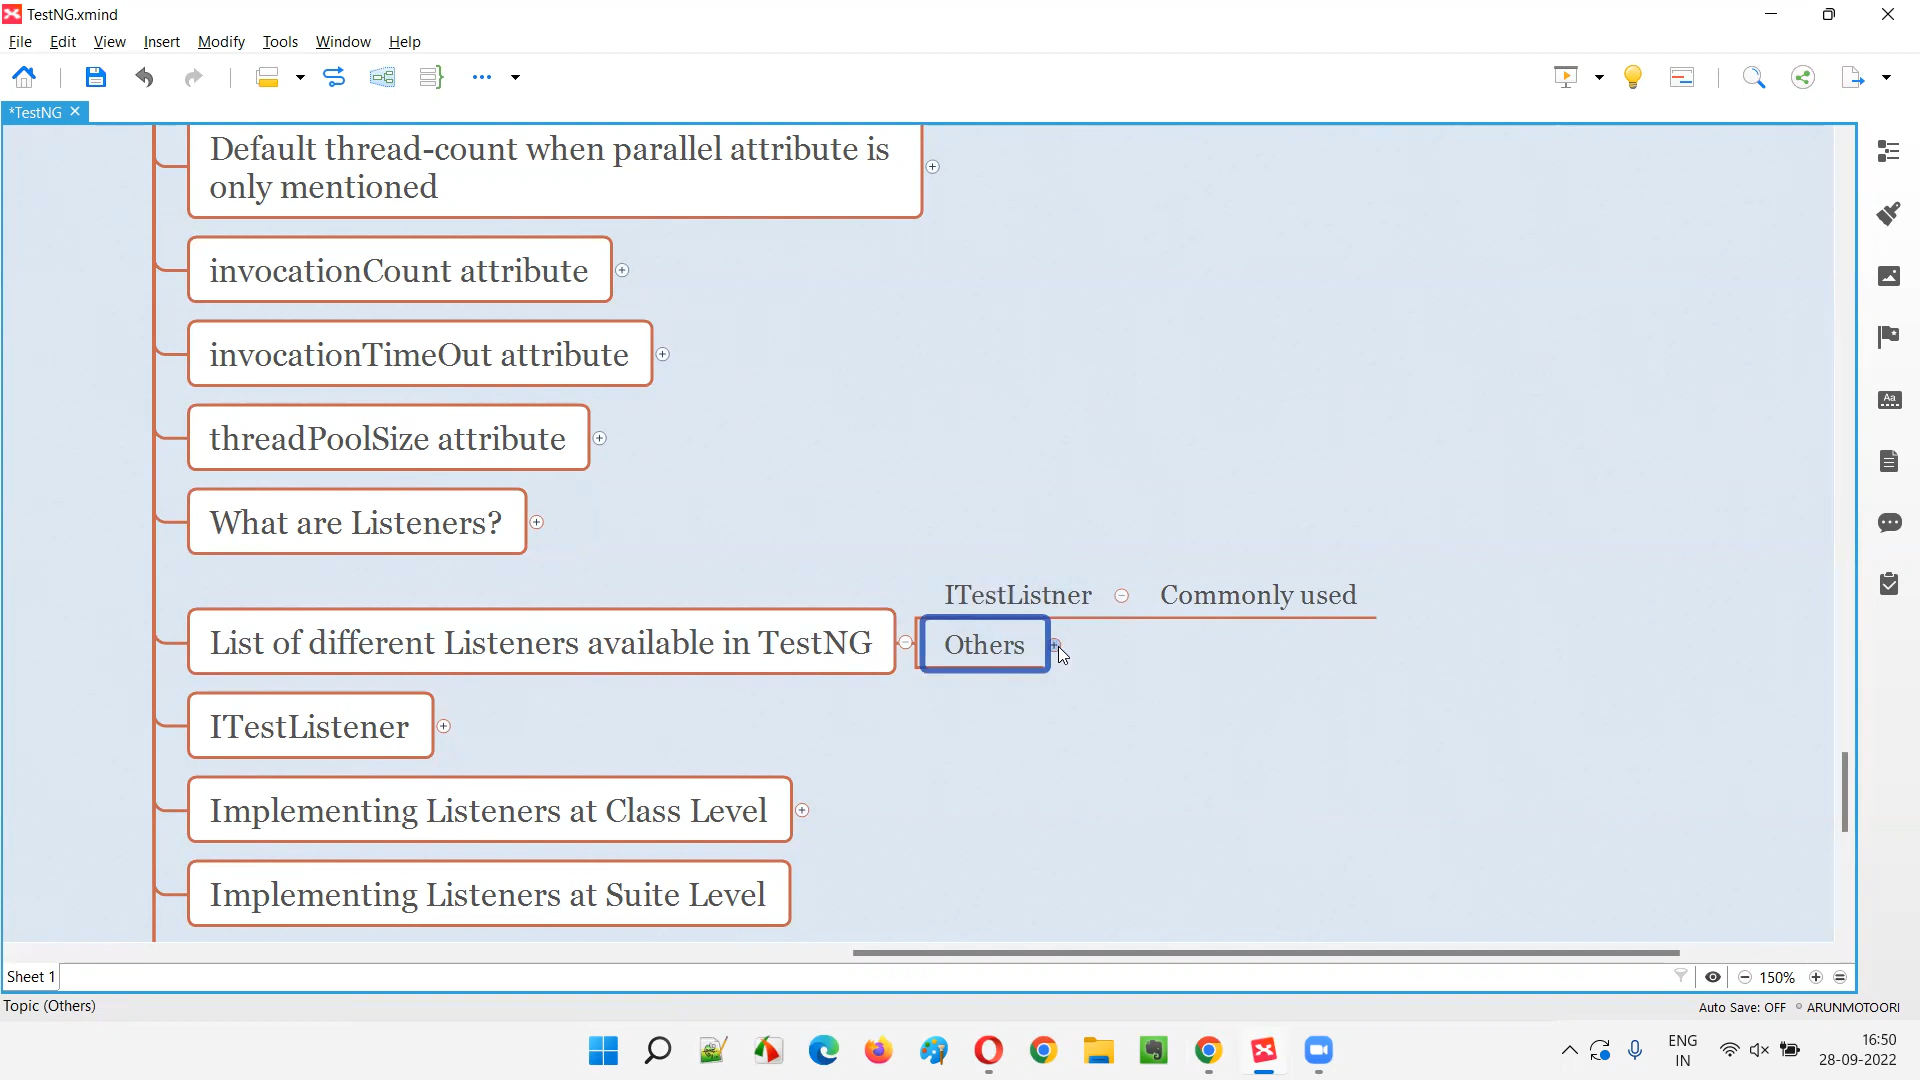 TestNG.xmind
File Edit View Insert Modify Tools Window Help
*TestNG
Default thread-count when parallel attribute is
only mentioned
invocationCount attribute
invocationTimeOut attribute
threadPoolSize attribute
What are Listeners?
ITestListner Commonly used
List of different Listeners available in TestNG
Others
ITestListener
Implementing Listeners at Class Level
Implementing Listeners at Suite Level
Aa
Sheet 1
150%
Topic (Others)
Auto Save: OFF ARUNMOTOORI
ENG
IN
16:50
28-09-2022